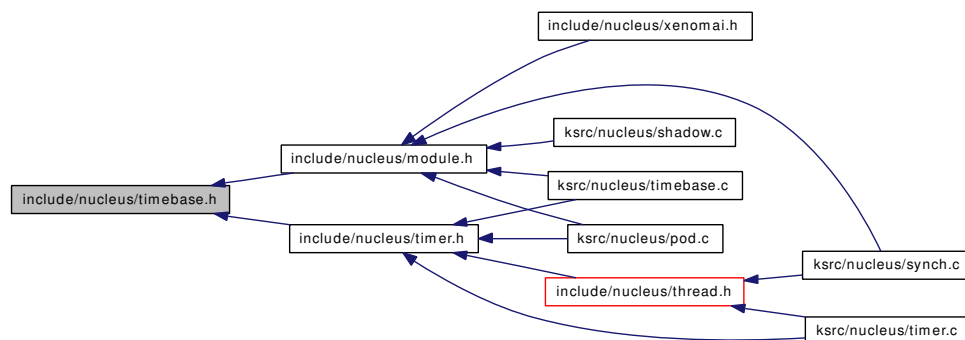 include/nucleus/xenomai.h
ksrc/nucleus/shadow.c
include/nucleus/module.h
ksrc/nucleus/timebase.c
include/nucleus/timebase.h
include/nucleus/timer.h
ksrc/nucleus/pod.c
ksrc/nucleus/synch.c
include/nucleus/thread.h
ksrc/nucleus/timer.c